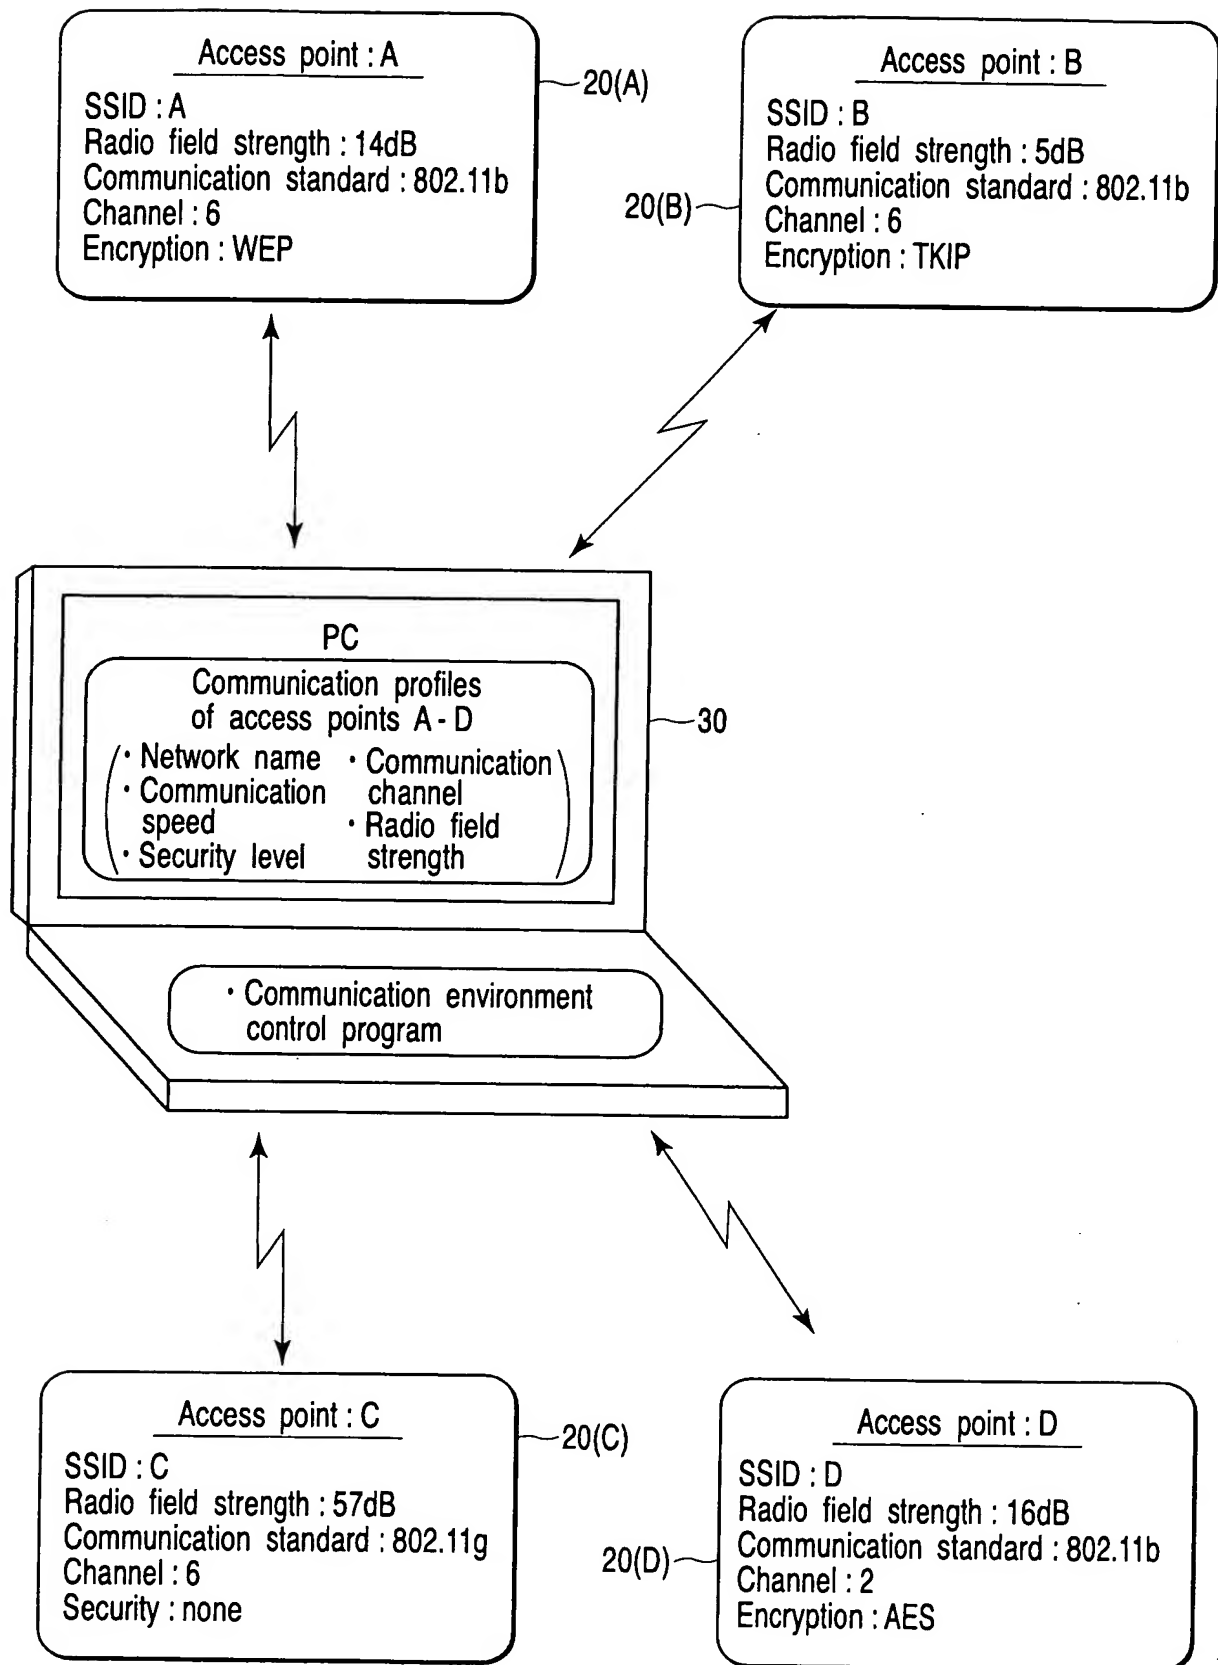 Access point : A
SSID : A
Radio field strength : 14dB
Communication standard : 802.11b
Channel : 6
Encryption : WEP
20(A)
Access point : B
SSID : B
Radio field strength : 5dB
Communication standard : 802.11b
Channel : 6
Encryption : TKIP
20(B)
PC
Communication profiles
of access points A - D
· Network name
· Communication
speed
· Security level
· Communication
channel
· Radio field
strength
30
· Communication environment
control program
Access point : C
SSID : C
Radio field strength : 57dB
Communication standard : 802.11g
Channel : 6
Security : none
20(C)
Access point : D
SSID : D
Radio field strength : 16dB
Communication standard : 802.11b
Channel : 2
Encryption : AES
20(D)